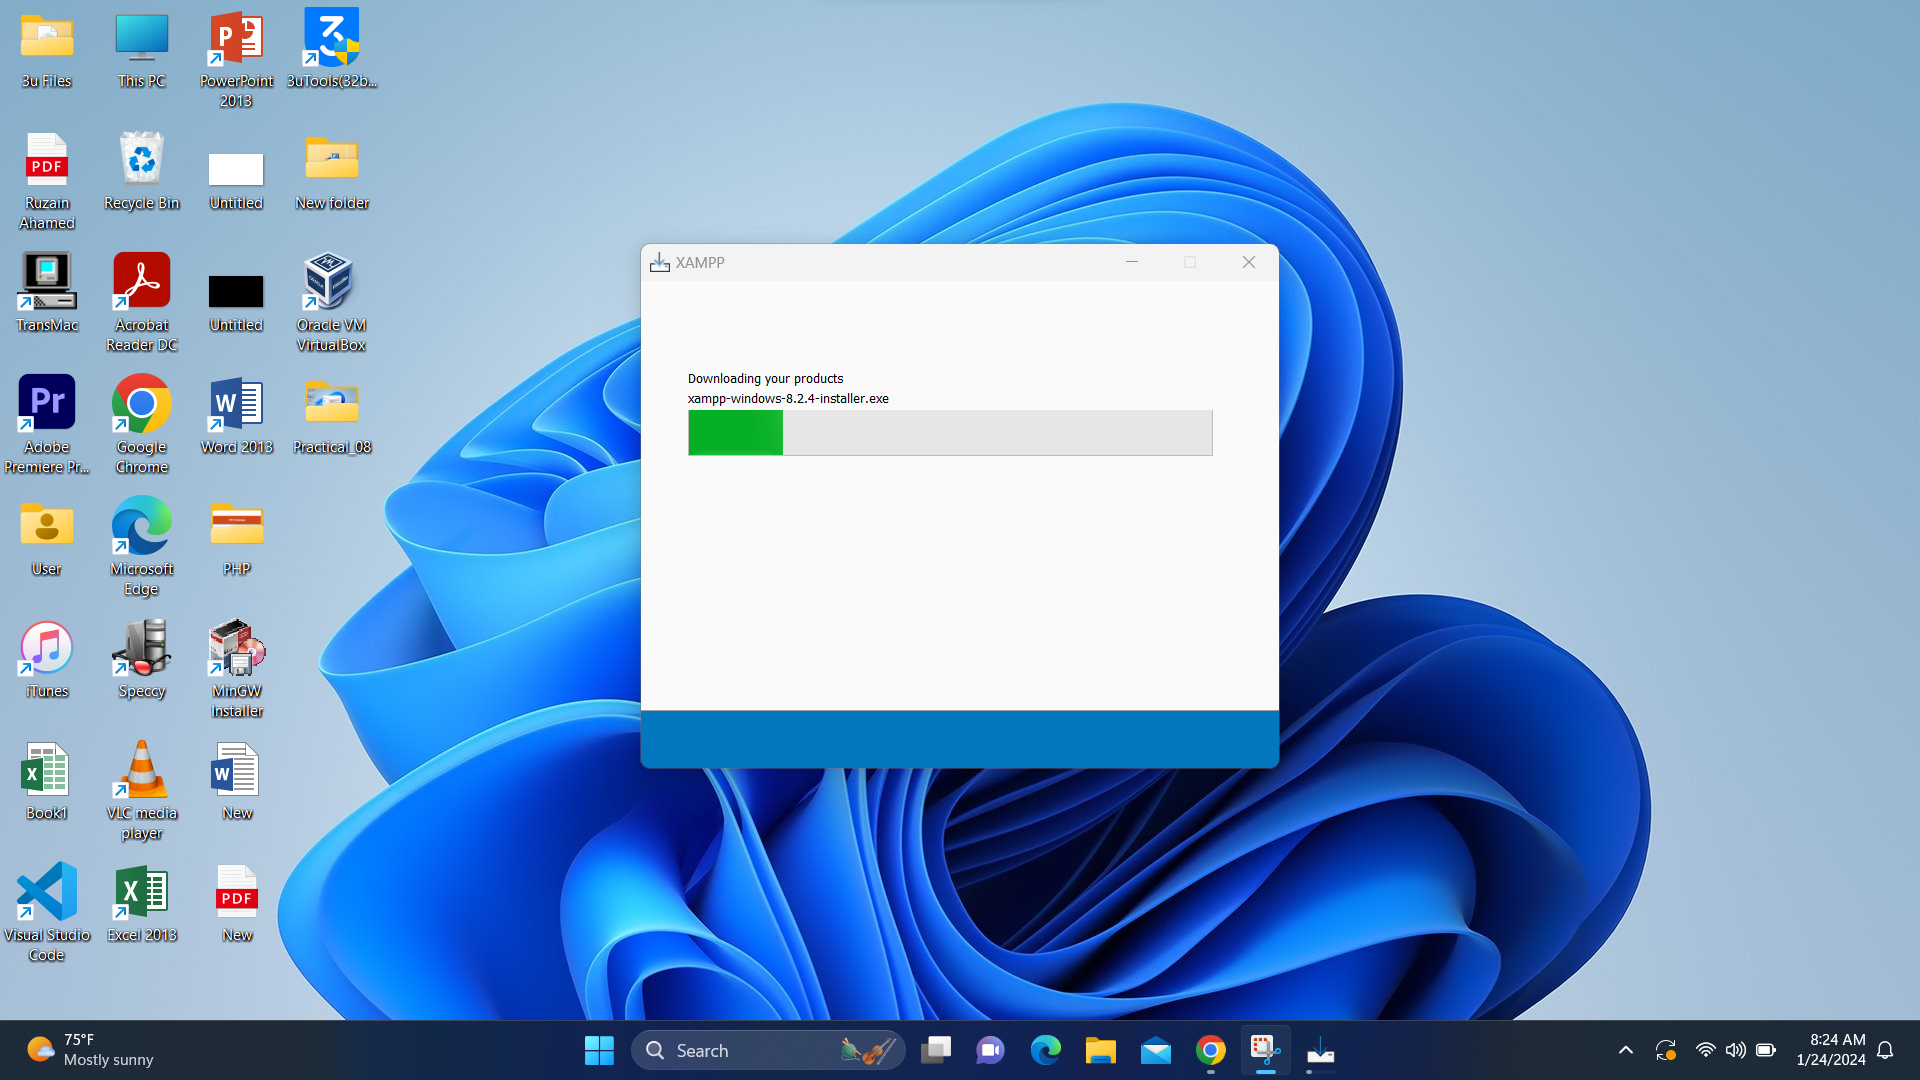 3u Files
This PC
PowerPoint
2013
3uTools(32b...
PDF
Ruzain
Ahamed
Recycle Bin
Untitled
New folder
TransMac
Acrobat
Reader DC
Untitled
Oracle VM
VirtualBox
Pr
Adobe
Premiere Pr...
Google
Chrome
Word 2013
Practical_08
User
Microsoft
Edge
PHP
iTunes
Speccy
MinGW
Installer
Book1
VLC media
player
New
Visual Studio
Code
Excel 2013
PDF
New
XAMPP
Downloading your products
xampp-windows-8.2.4-installer.exe
75°F
Mostly sunny
Search
8:24 AM
1/24/2024